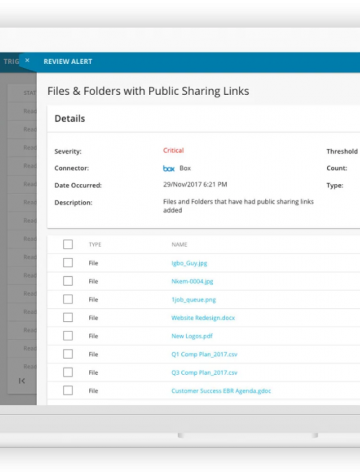 TRIG
× REVIEW ALERT
Files & Folders with Public Sharing Links
Details
Severity: Critical Threshold
Connector: box Box Count:
Date Occurred: 29/Nov/2017 6:21 PM Type:
Description: Files and Folders that have had public sharing links
added
TYPE NAME
File Igbo_Guy.jpg
File Nkem-0004.jpg
File 1job_queue.png
File Website Redesign.docx
File New Logos.pdf
File Q1 Comp Plan_2017.csv
File Q3 Comp Plan_2017.csv
File Customer Success EBR Agenda.gdoc